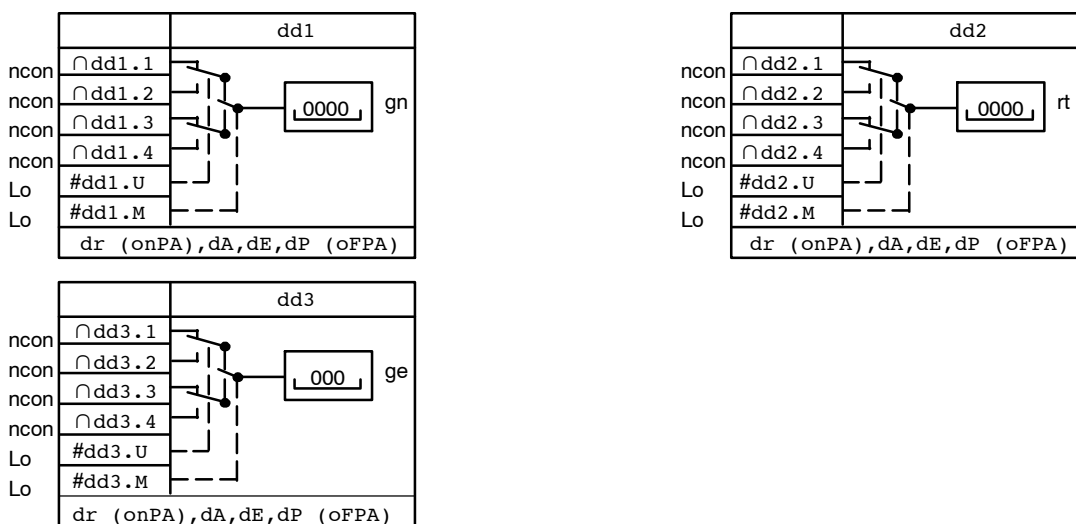 dd1
ncon ∩dd1.1
ncon ∩dd1.2
ncon ∩dd1.3
ncon ∩dd1.4
Lo #dd1.U
Lo #dd1.M
0000 gn
dr (onPA),dA,dE,dP (oFPA)
dd2
ncon ∩dd2.1
ncon ∩dd2.2
ncon ∩dd2.3
ncon ∩dd2.4
Lo #dd2.U
Lo #dd2.M
0000 rt
dr (onPA),dA,dE,dP (oFPA)
dd3
ncon ∩dd3.1
ncon ∩dd3.2
ncon ∩dd3.3
ncon ∩dd3.4
Lo #dd3.U
Lo #dd3.M
000 ge
dr (onPA),dA,dE,dP (oFPA)